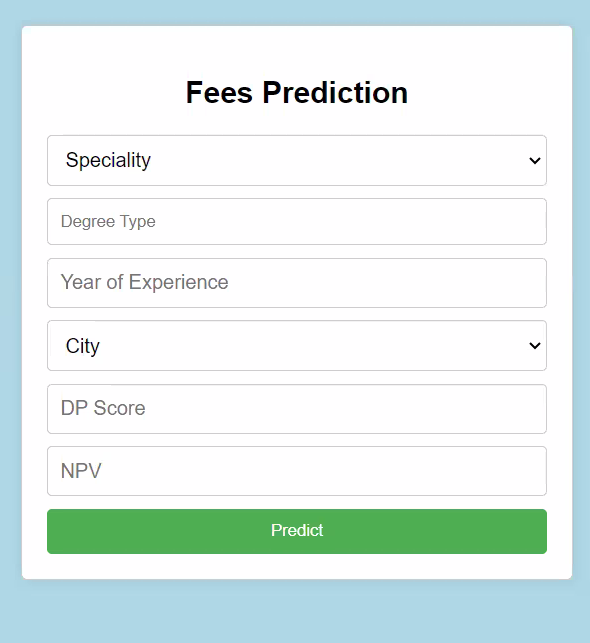 Fees Prediction
Speciality
Degree Type
Year of Experience
City
DP Score
NPV
Predict